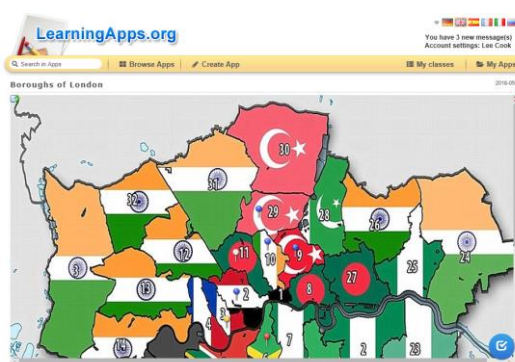 LearningApps.org
You have 3 new message(s)
Account settings: Lee Cook
Search in Apps
Browse Apps
Create App
My classes
My Apps
Boroughs of London
30
31
32
29
28
26
11
12
10
9
24
3
25
27
13
8
2
4
3
7
14
2
23